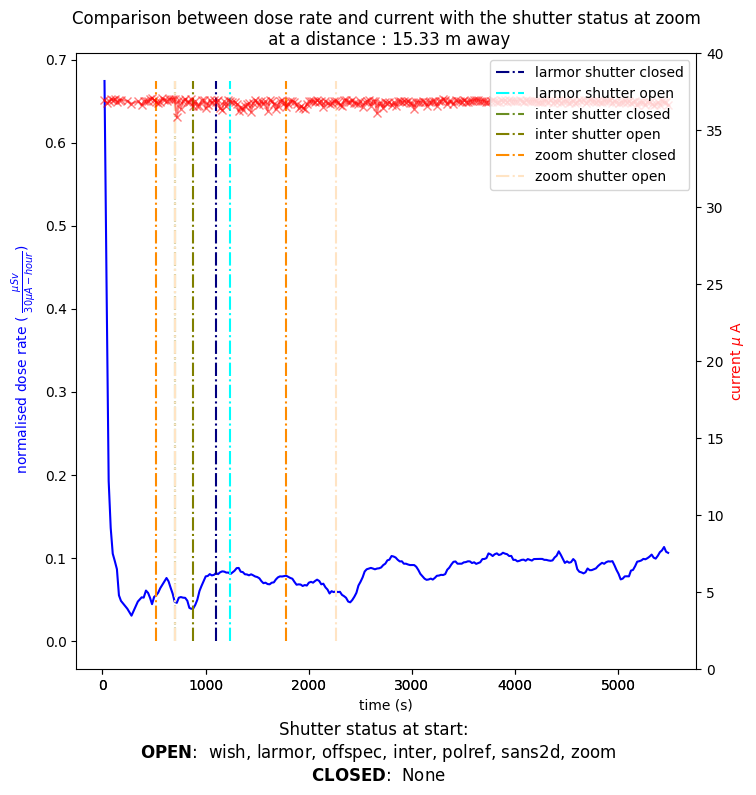 Comparison between dose rate and current with the shutter status at zoom
at a distance : 15.33 m away
larmor shutter closed
larmor shutter open
inter shutter closed
inter shutter open
zoom shutter closed
zoom shutter open
0.7
0.6
0.5
0.4
0.3
0.2
0.1
0.0
normalised dose rate ( μSv / 30μA − hour )
40
35
30
25
20
15
10
5
0
current μ A
0 1000 2000 3000 4000 5000
time (s)
Shutter status at start:
OPEN: wish, larmor, offspec, inter, polref, sans2d, zoom
CLOSED: None